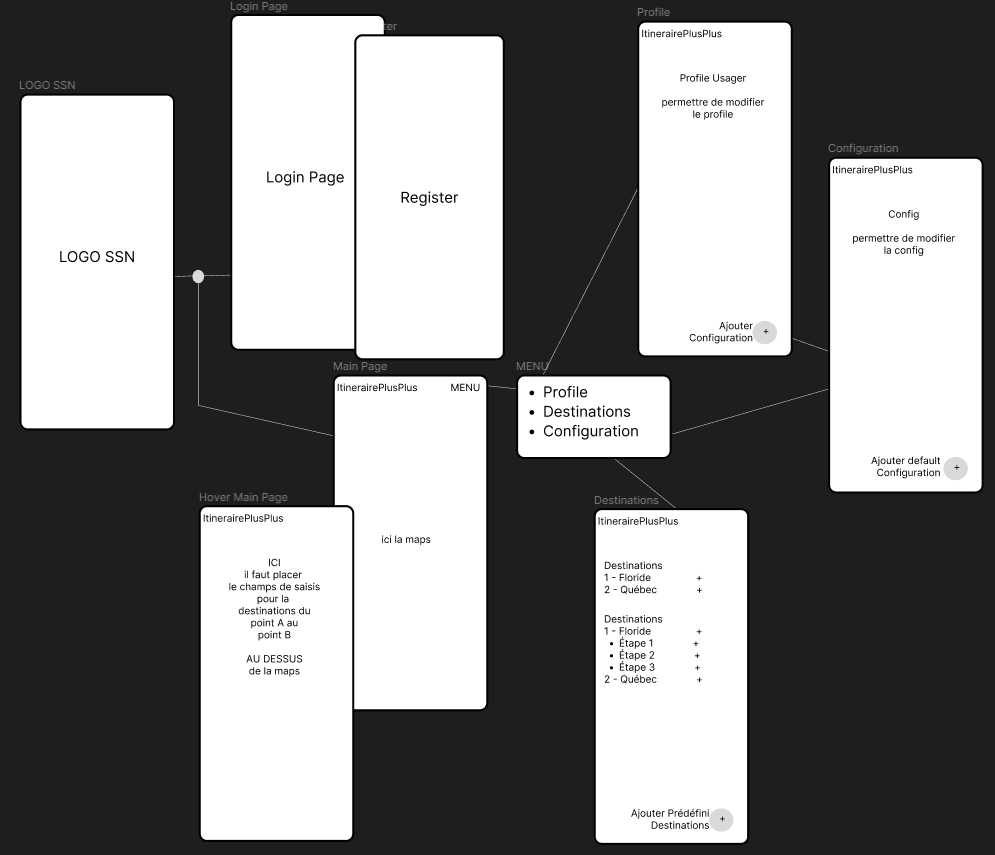 Login Page
Login Page
Register
LOGO SSN
LOGO SSN
Profile
ItinerairePlusPlus
Profile Usager
permettre de modifier
le profile
Ajouter
Configuration
+
Configuration
ItinerairePlusPlus
Config
permettre de modifier
la config
Ajouter default
Configuration
+
Main Page
ItinerairePlusPlus MENU
ici la maps
MENU
• Profile
• Destinations
• Configuration
Hover Main Page
ItinerairePlusPlus
ICI
il faut placer
le champs de saisis
pour la
destinations du
point A au
point B
AU DESSUS
de la maps
Destinations
ItinerairePlusPlus
Destinations
1 - Floride +
2 - Québec +
Destinations
1 - Floride +
• Étape 1 +
• Étape 2 +
• Étape 3 +
2 - Québec +
Ajouter Prédéfini
Destinations
+